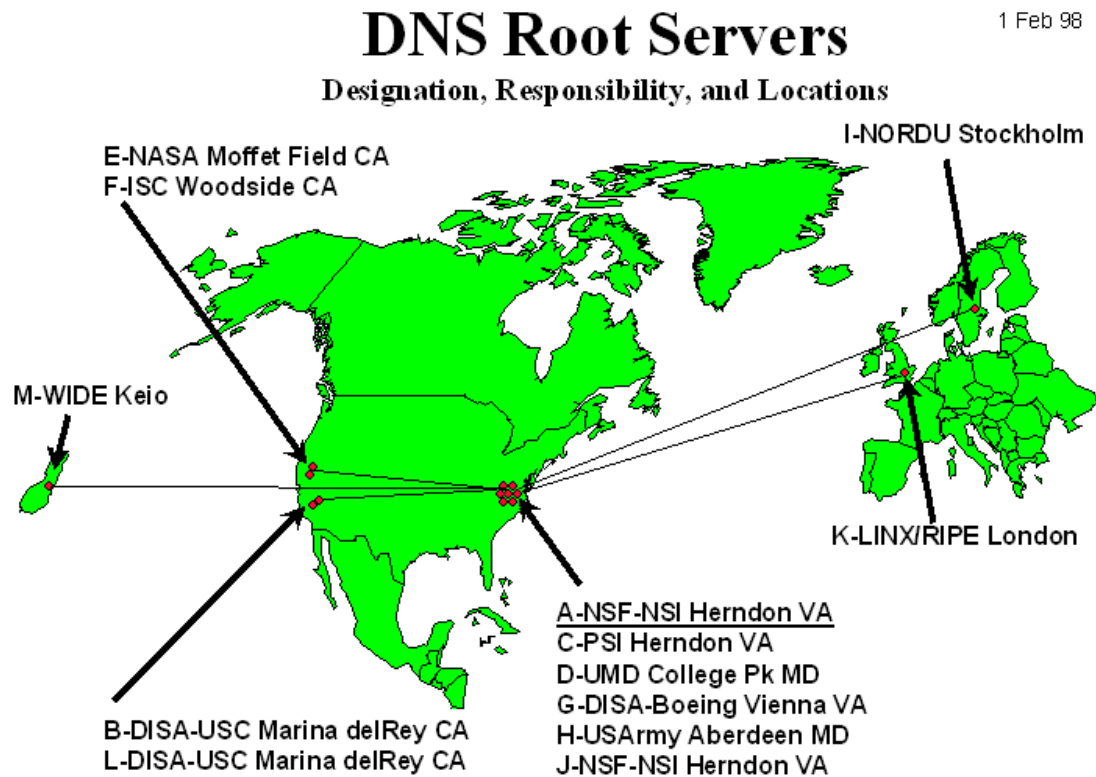 DNS Root Servers
1 Feb 98
Designation, Responsibility, and Locations
I-NORDU Stockholm
E-NASA Moffet Field CA
F-ISC Woodside CA
M-WIDE Keio
K-LINX/RIPE London
A-NSF-NSI Herndon VA
C-PSI Herndon VA
D-UMD College Pk MD
G-DISA-Boeing Vienna VA
H-USArmy Aberdeen MD
J-NSF-NSI Herndon VA
B-DISA-USC Marina delRey CA
L-DISA-USC Marina delRey CA